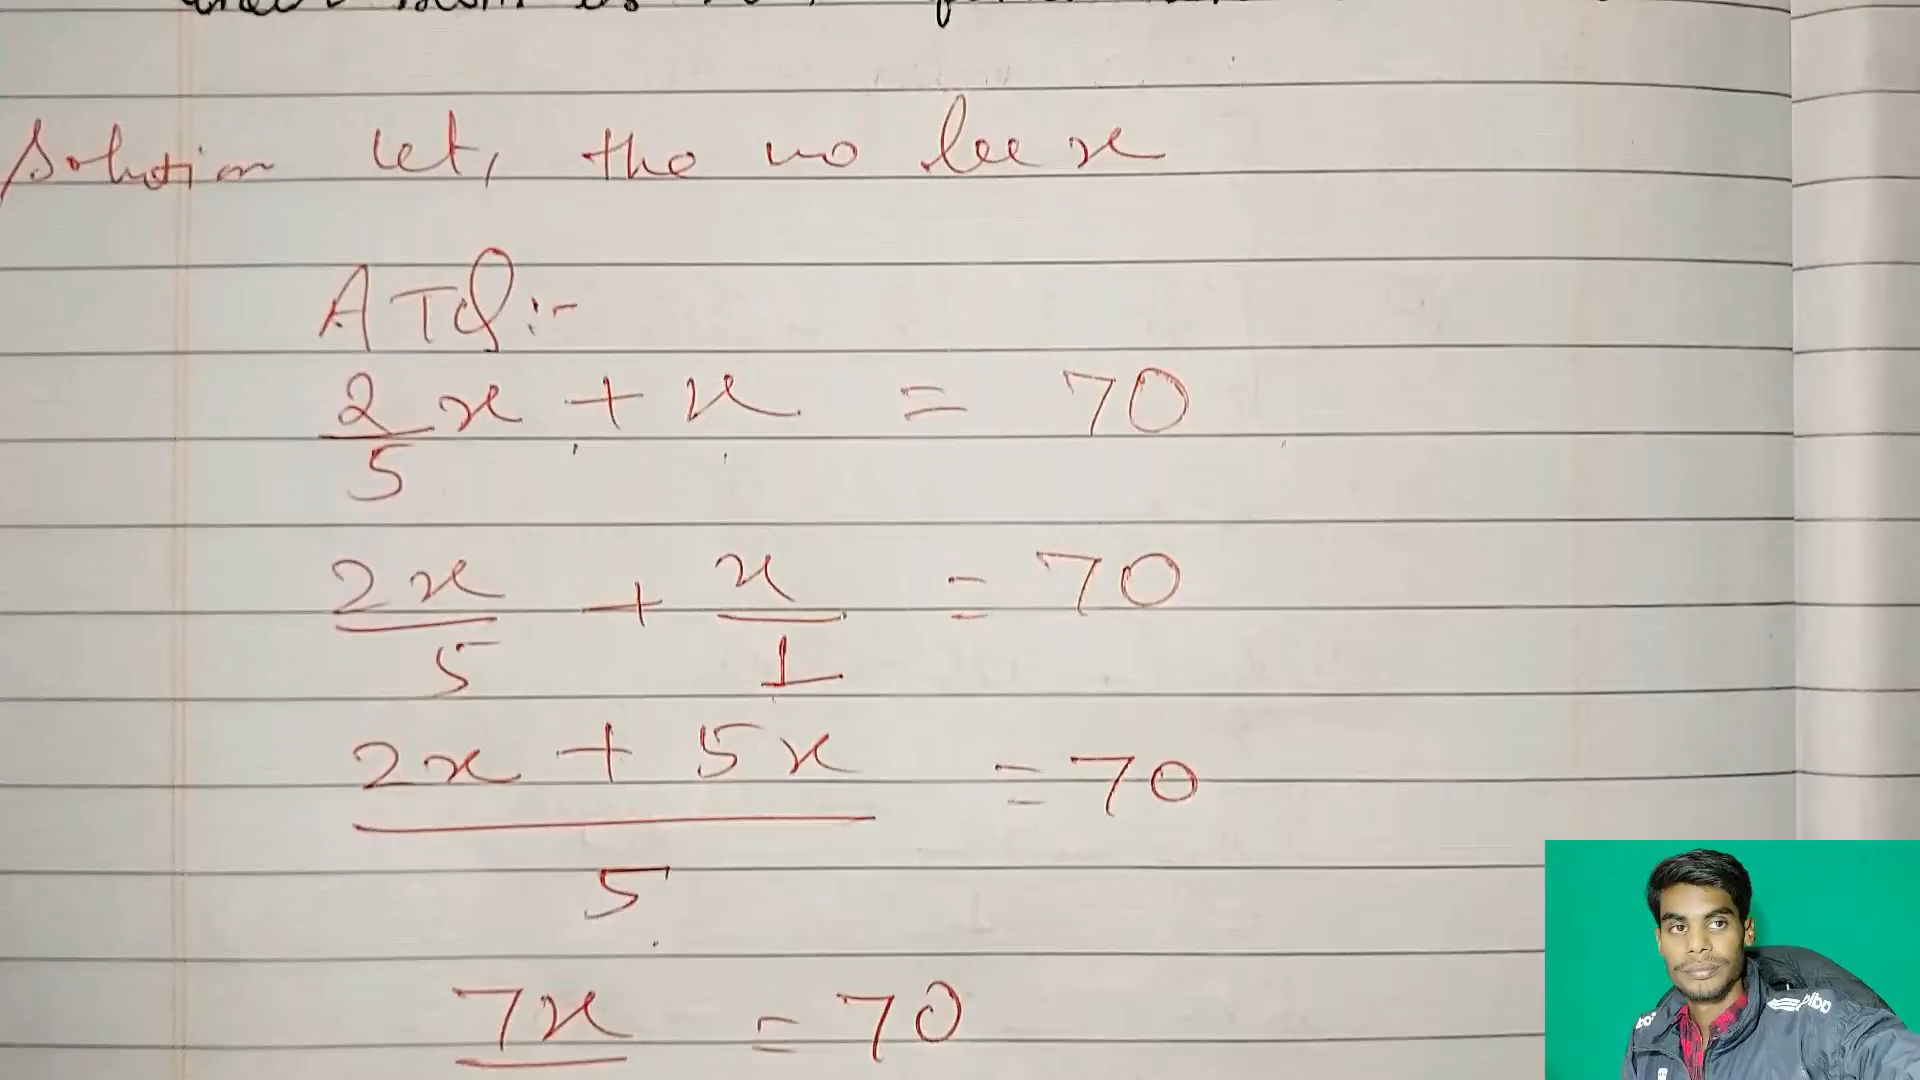 Solution let, the no be x
ATQ:-
2/5 x + x = 70
2x/5 + x/1 = 70
2x + 5x / 5 = 70
7x = 70